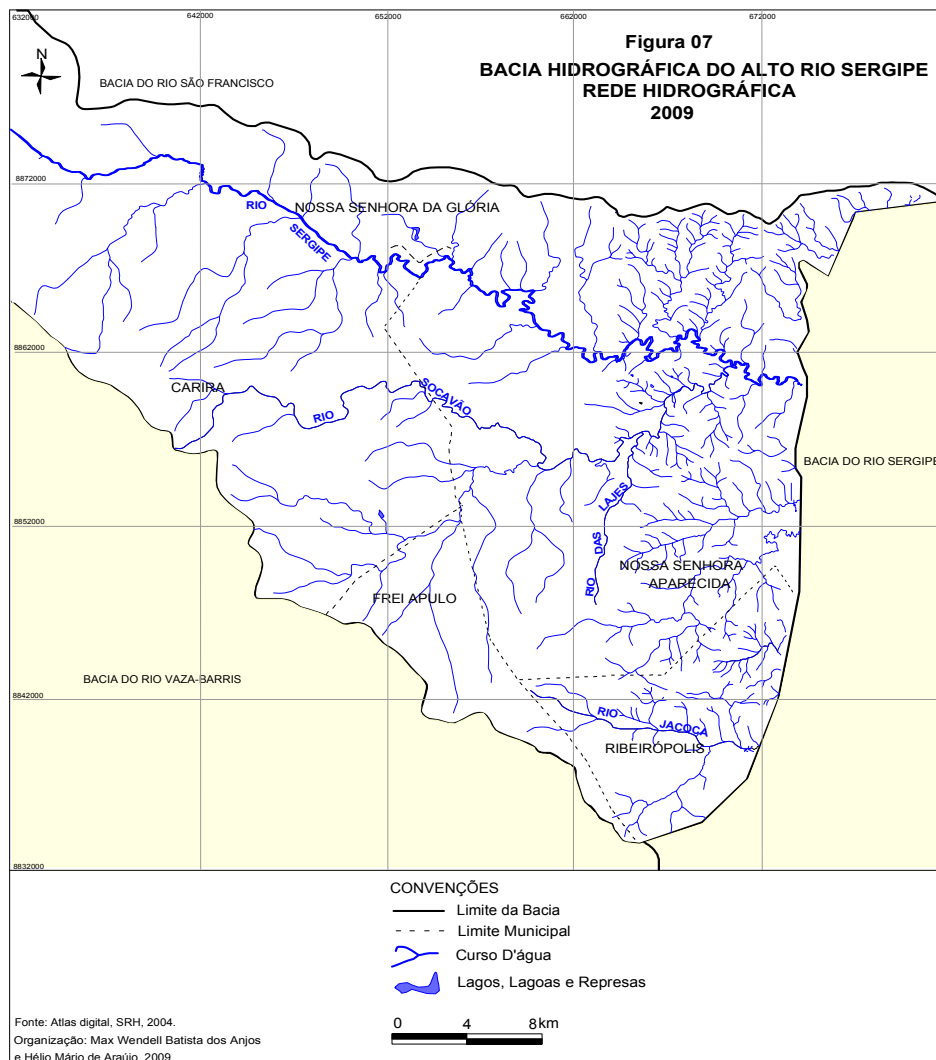 632000
642000
652000
662000
672000
Figura 07
BACIA HIDROGRÁFICA DO ALTO RIO SERGIPE
REDE HIDROGRÁFICA
2009
N
BACIA DO RIO SÃO FRANCISCO
8872000
RIO
SERGIPE
NOSSA SENHORA DA GLÓRIA
8862000
CARIRA
RIO
SOCAVÃO
BACIA DO RIO SERGIPE
8852000
RIO DAS LAJES
NOSSA SENHORA
APARECIDA
FREI APULO
BACIA DO RIO VAZA-BARRIS
8842000
RIO
JACOCA
RIBEIRÓPOLIS
8832000
CONVENÇÕES
Limite da Bacia
Limite Municipal
Curso D'água
Lagos, Lagoas e Represas
0 4 8km
Fonte: Atlas digital, SRH, 2004.
Organização: Max Wendell Batista dos Anjos
e Hélio Mário de Araújo, 2009